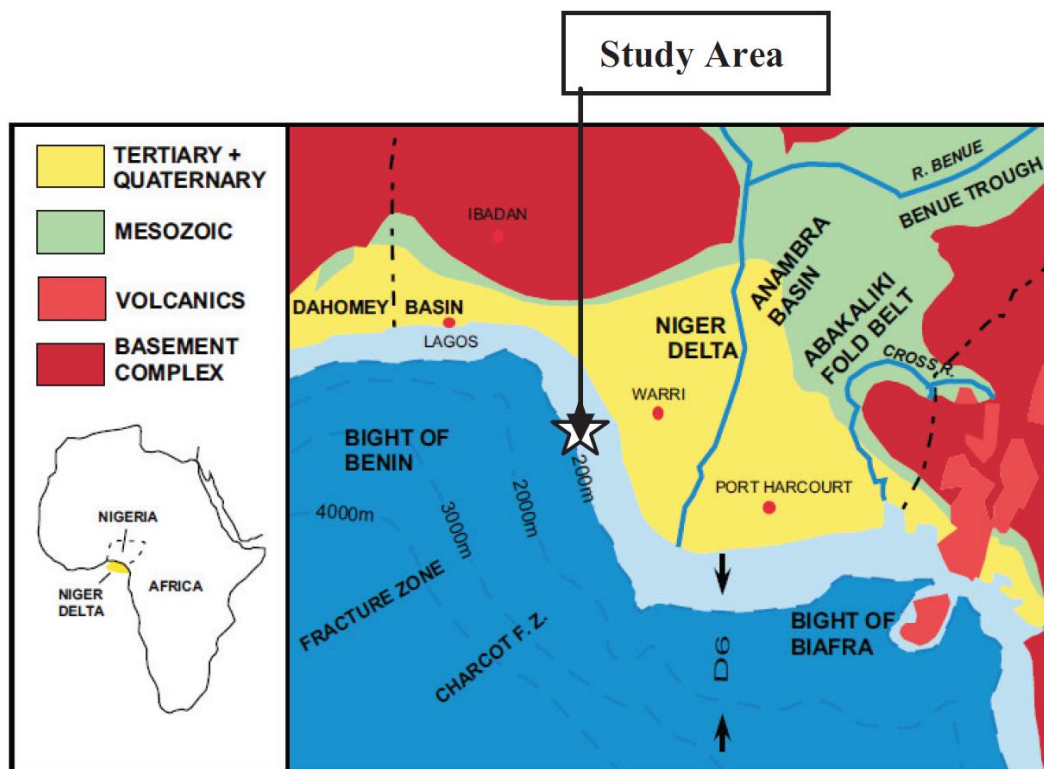 Study Area
TERTIARY +
QUATERNARY
MESOZOIC
VOLCANICS
BASEMENT
COMPLEX
NIGERIA
AFRICA
NIGER
DELTA
R. BENUE
BENUE TROUGH
IBADAN
ANAMBRA
BASIN
DAHOMEY BASIN
LAGOS
NIGER
DELTA
ABAKALIKI
FOLD BELT
CROSS R.
WARRI
BIGHT OF
BENIN
200m
2000m
3000m
4000m
PORT HARCOURT
FRACTURE ZONE
CHARCOT F. Z.
BIGHT OF
BIAFRA
D6